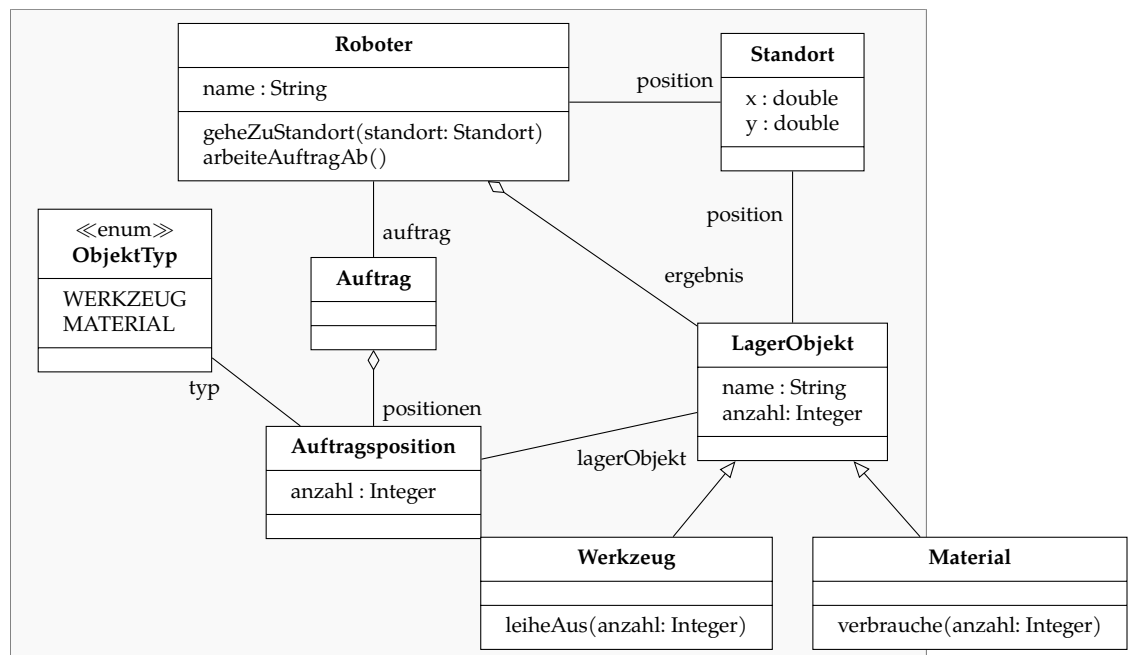 Roboter
name : String
geheZuStandort(standort: Standort)
arbeiteAuftragAb()
position
Standort
x : double
y : double
position
≪enum≫
ObjektTyp
WERKZEUG
MATERIAL
auftrag
Auftrag
ergebnis
typ
positionen
LagerObjekt
name : String
anzahl: Integer
Auftragsposition
anzahl : Integer
lagerObjekt
Werkzeug
leiheAus(anzahl: Integer)
Material
verbrauche(anzahl: Integer)